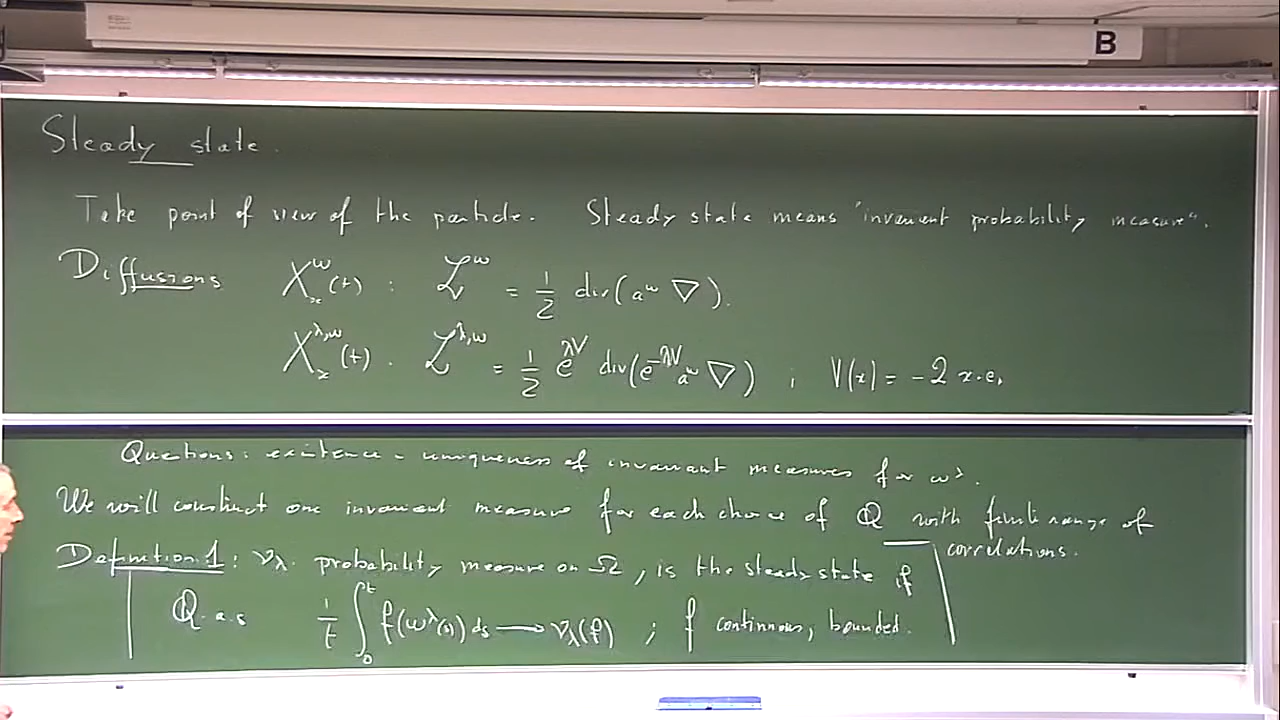 B
Steady state.
Take point of view of the particle. Steady state means "invariant probability measure".
Diffusions X_x^ω(t) : ℒ^ω = 1/2 div(a^ω ∇).
X_x^{λ,ω}(t). ℒ^{λ,ω} = 1/2 e^{λV} div(e^{-λV} a^ω ∇) ; V(x) = -2 x·e₁
Questions: existence - uniqueness of invariant measures for ω^λ.
We will construct one invariant measure for each choice of Q with finite range of
correlations.
Definition 1: ν_λ. probability measure on Ω, is the steady state if
Q.a.s 1/t ∫_0^t f(ω^λ(s)) ds ⟶ ν_λ(f) ; f continuous, bounded.